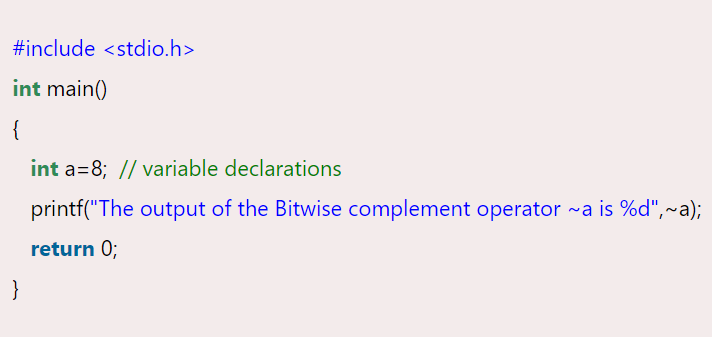 #include <stdio.h>
int main()
{
int a=8;  // variable declarations
printf("The output of the Bitwise complement operator ~a is %d",~a);
return 0;
}